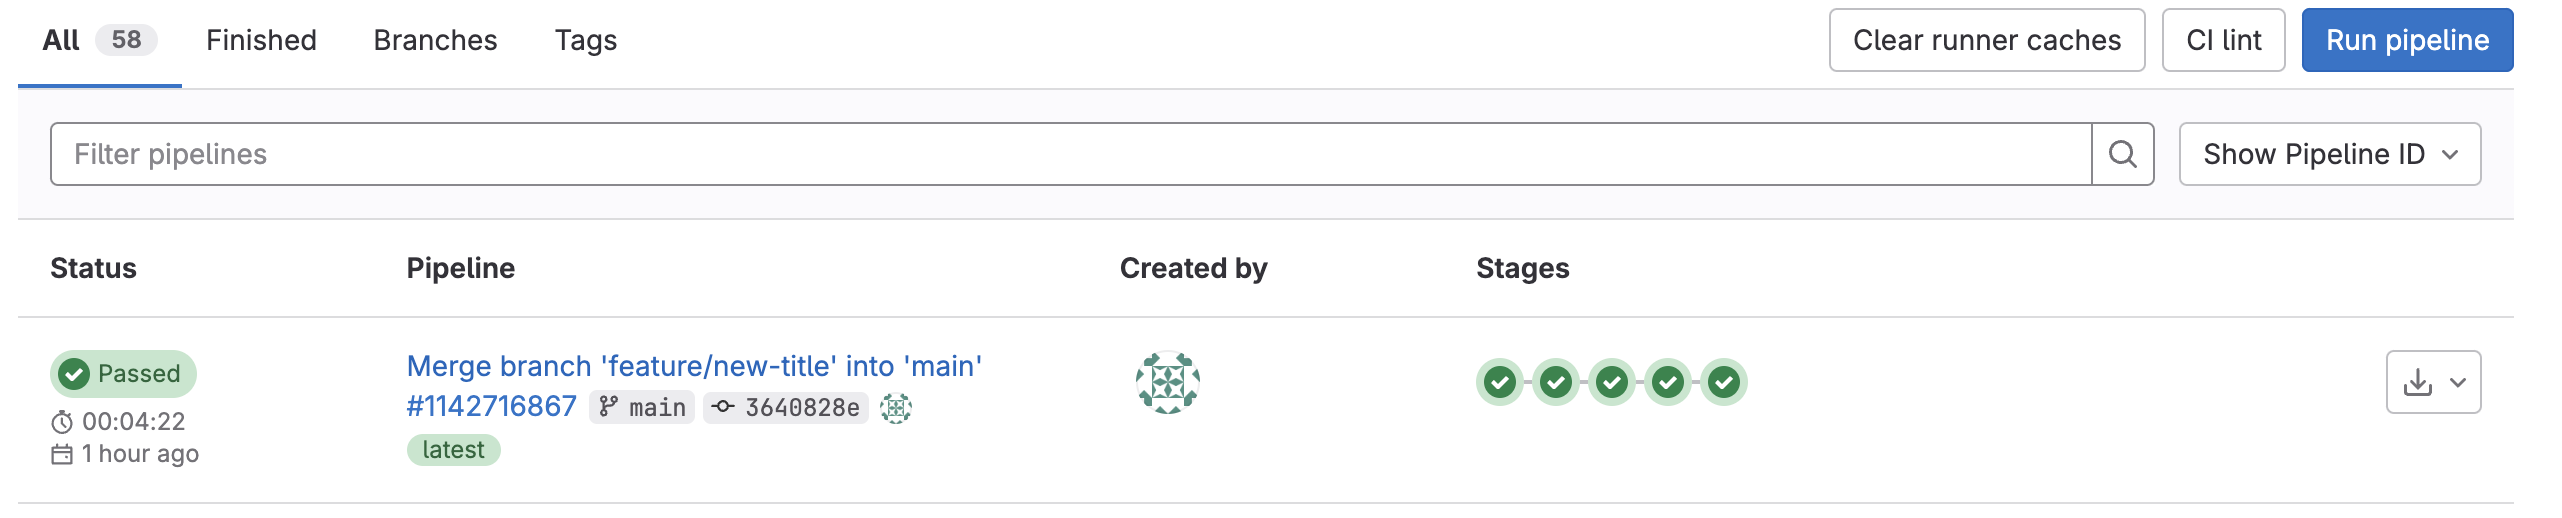 All 58 Finished Branches Tags Clear runner caches CI lint Run pipeline
Filter pipelines Show Pipeline ID
Status Pipeline Created by Stages
Passed
00:04:22
1 hour ago
Merge branch 'feature/new-title' into 'main'
#1142716867 main 3640828e
latest